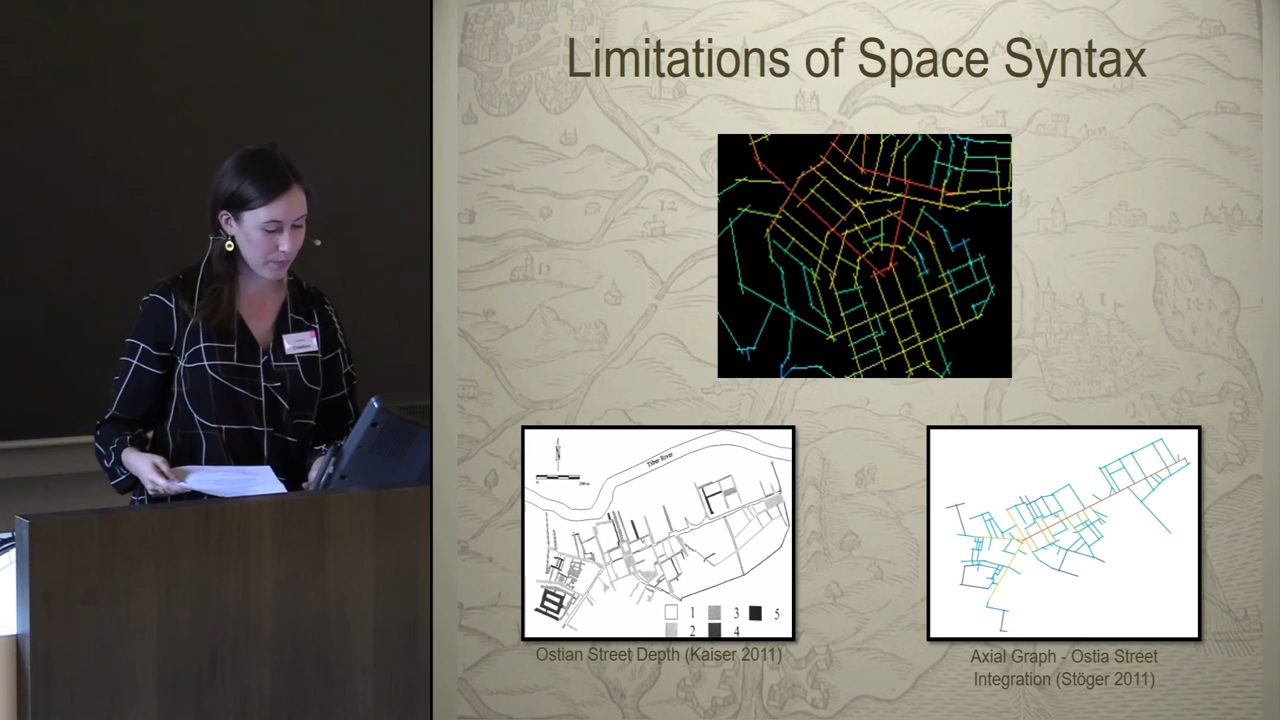 Limitations of Space Syntax
N
Tiber River
0
1
3
5
2
4
Ostian Street Depth (Kaiser 2011)
Axial Graph - Ostia Street
Integration (Stöger 2011)